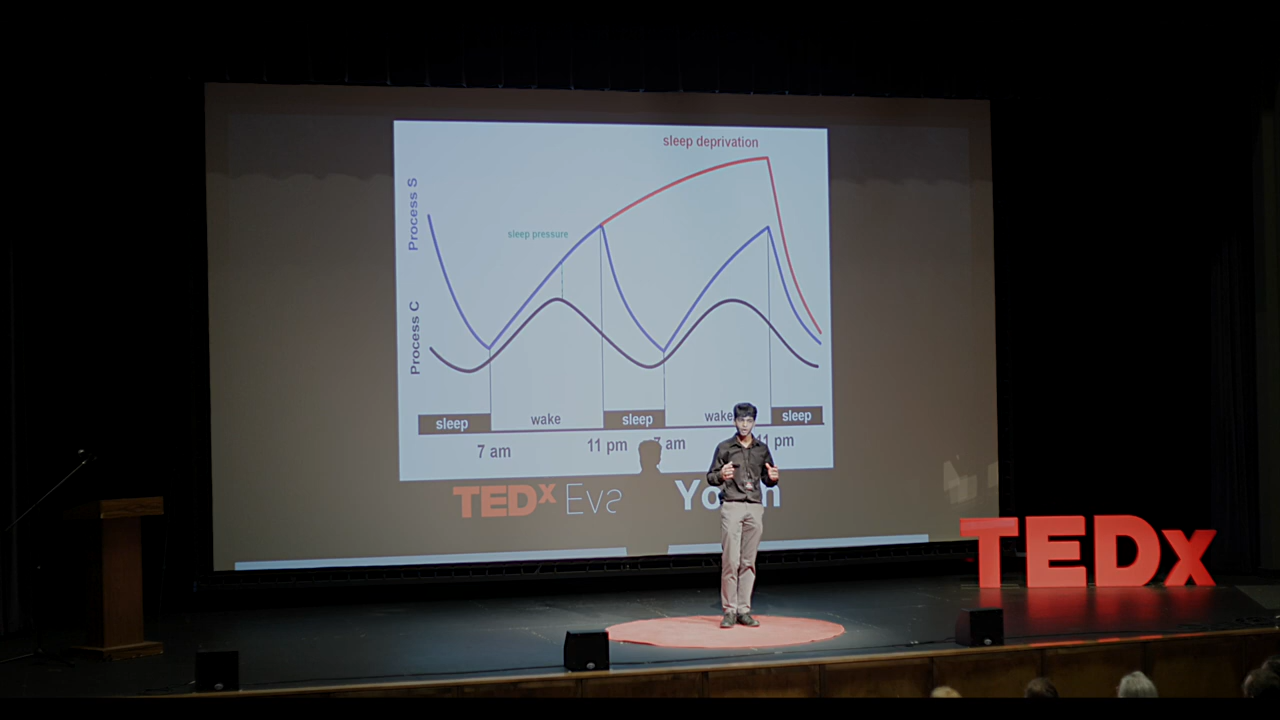 sleep deprivation
Process S
sleep pressure
Process C
sleep wake sleep wake sleep
7 am 11 pm 7 am 11 pm
TEDx
TEDx